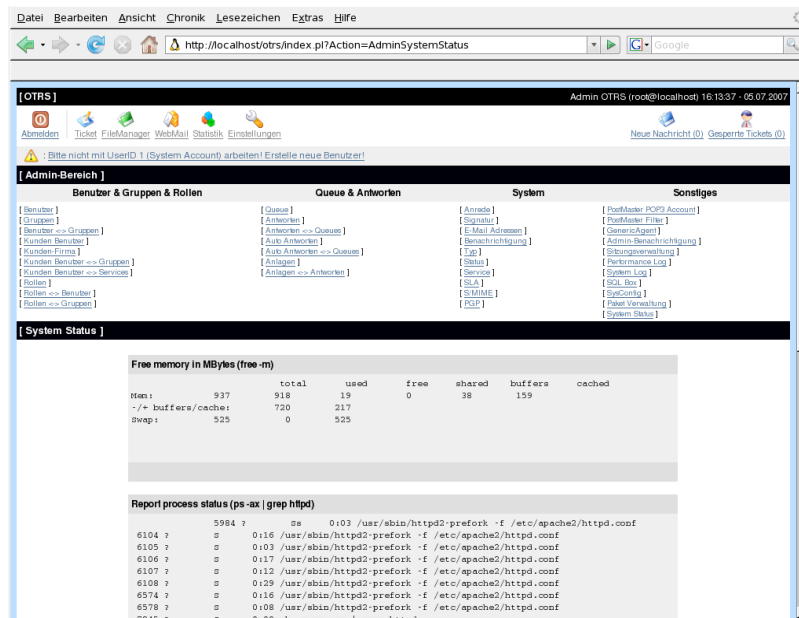 Datei Bearbeiten Ansicht Chronik Lesezeichen Extras Hilfe
http://localhost/otrs/index.pl?Action=AdminSystemStatus G Google
[ OTRS ] Admin OTRS (root@localhost) 16:13:37 - 05.07.2007
Abmelden Ticket FileManager WebMail Statistik Einstellungen Neue Nachricht (0) Gesperrte Tickets (0)
: Bitte nicht mit UserID 1 (System Account) arbeiten! Erstelle neue Benutzer!
[ Admin-Bereich ]
Benutzer & Gruppen & Rollen Queue & Antworten System Sonstiges
[ Benutzer ] [ Queue ] [ Anrede ] [ PostMaster POP3 Account ]
[ Gruppen ] [ Antworten ] [ Signatur ] [ PostMaster Filter ]
[ Benutzer <-> Gruppen ] [ Antworten <-> Queues ] [ E-Mail Adressen ] [ GenericAgent ]
[ Kunden Benutzer ] [ Auto Antworten ] [ Benachrichtigung ] [ Admin-Benachrichtigung ]
[ Kunden-Firma ] [ Auto Antworten <-> Queues ] [ Typ ] [ Sitzungsverwaltung ]
[ Kunden Benutzer <-> Gruppen ] [ Anlagen ] [ Status ] [ Performance Log ]
[ Kunden Benutzer <-> Services ] [ Anlagen <-> Antworten ] [ Service ] [ System Log ]
[ Rollen ] [ SLA ] [ SQL Box ]
[ Rollen <-> Benutzer ] [ S/MIME ] [ SysConfig ]
[ Rollen <-> Gruppen ] [ PGP ] [ Paket Verwaltung ]
[ System Status ]
[ System Status ]
Free memory in MBytes (free -m)
total used free shared buffers cached
Mem: 937 918 19 0 38 159
-/+ buffers/cache: 720 217
Swap: 525 0 525
Report process status (ps -ax | grep httpd)
5984 ? Ss 0:03 /usr/sbin/httpd2-prefork -f /etc/apache2/httpd.conf
6104 ? S 0:16 /usr/sbin/httpd2-prefork -f /etc/apache2/httpd.conf
6105 ? S 0:03 /usr/sbin/httpd2-prefork -f /etc/apache2/httpd.conf
6106 ? S 0:17 /usr/sbin/httpd2-prefork -f /etc/apache2/httpd.conf
6107 ? S 0:12 /usr/sbin/httpd2-prefork -f /etc/apache2/httpd.conf
6108 ? S 0:29 /usr/sbin/httpd2-prefork -f /etc/apache2/httpd.conf
6574 ? S 0:16 /usr/sbin/httpd2-prefork -f /etc/apache2/httpd.conf
6578 ? S 0:08 /usr/sbin/httpd2-prefork -f /etc/apache2/httpd.conf